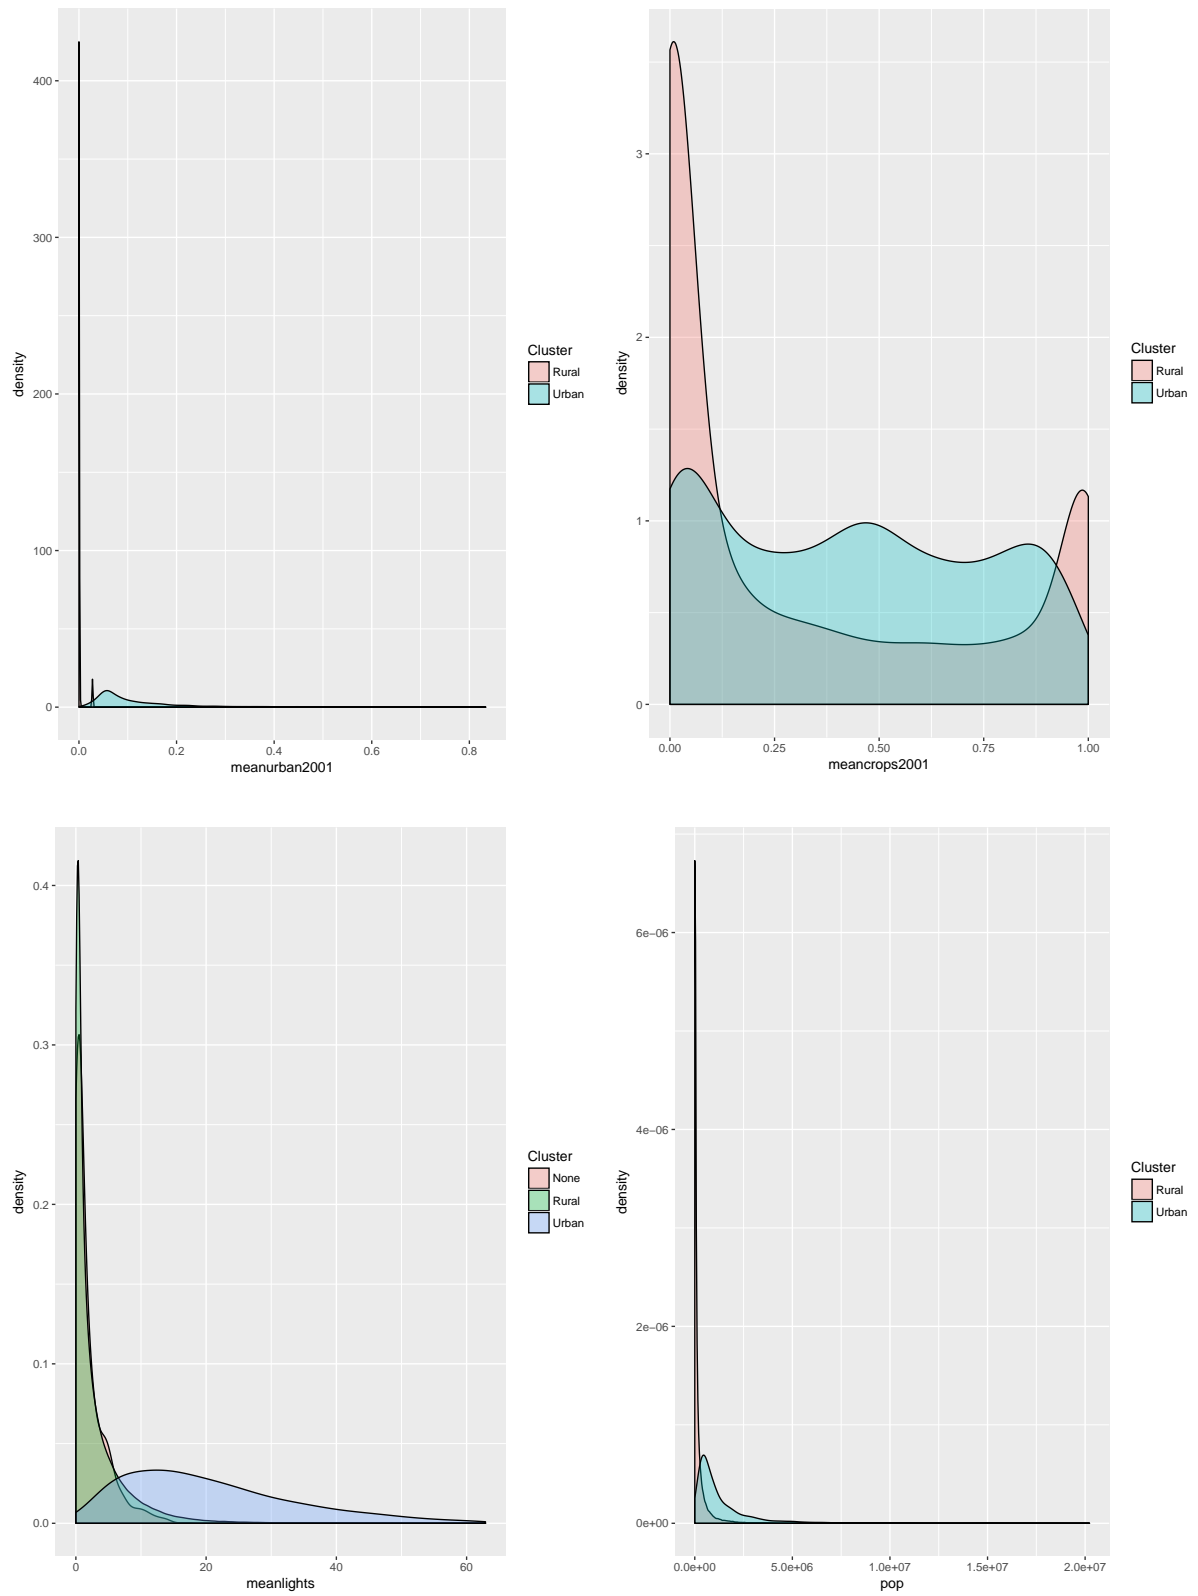 400
300
200
100
0
density
0.0 0.2 0.4 0.6 0.8
meanurban2001
Cluster
Rural
Urban
3
2
1
0
density
0.00 0.25 0.50 0.75 1.00
meancrops2001
Cluster
Rural
Urban
0.4
0.3
0.2
0.1
0.0
density
0 20 40 60
meanlights
Cluster
None
Rural
Urban
6e−06
4e−06
2e−06
0e+00
density
0.0e+00 5.0e+06 1.0e+07 1.5e+07 2.0e+07
pop
Cluster
Rural
Urban